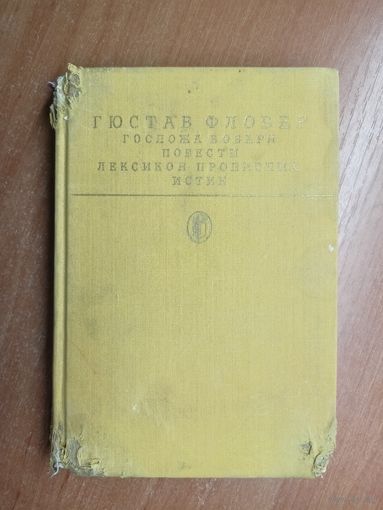 ГЮСТАВ ФЛОБЕР
ГОСПОЖА БОВАРИ
ПОВЕСТИ
ЛЕКСИКОН ПРОПИСНЫХ
ИСТИН